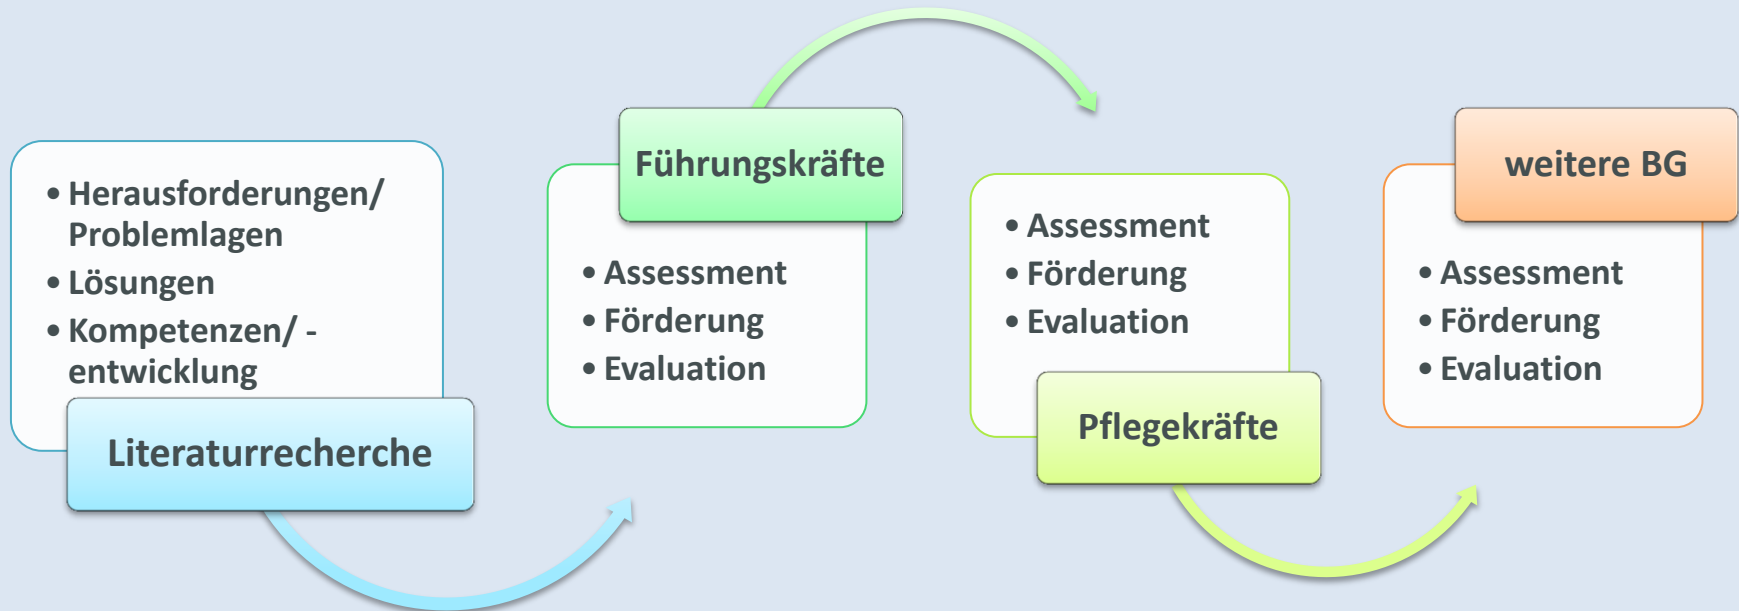 • Herausforderungen/
Problemlagen
• Lösungen
• Kompetenzen/ -
entwicklung
Literaturrecherche
Führungskräfte
• Assessment
• Förderung
• Evaluation
• Assessment
• Förderung
• Evaluation
Pflegekräfte
weitere BG
• Assessment
• Förderung
• Evaluation